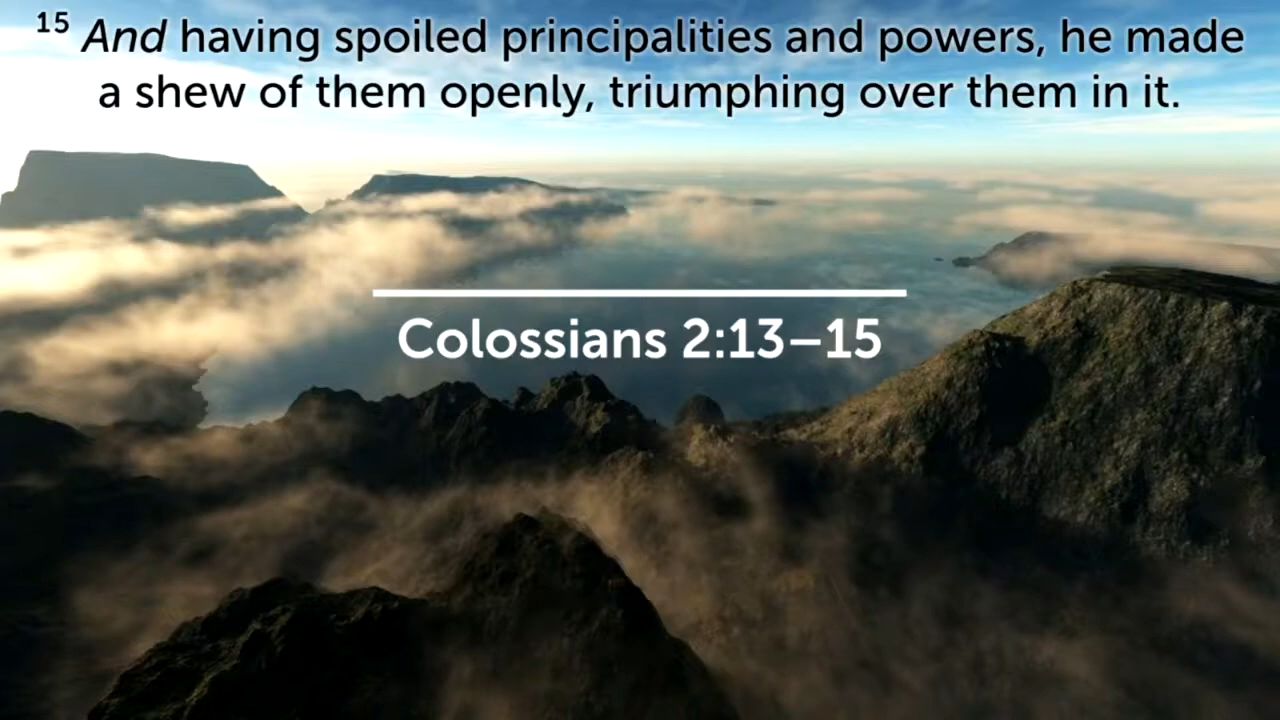 15 And having spoiled principalities and powers, he made
a shew of them openly, triumphing over them in it.
Colossians 2:13–15